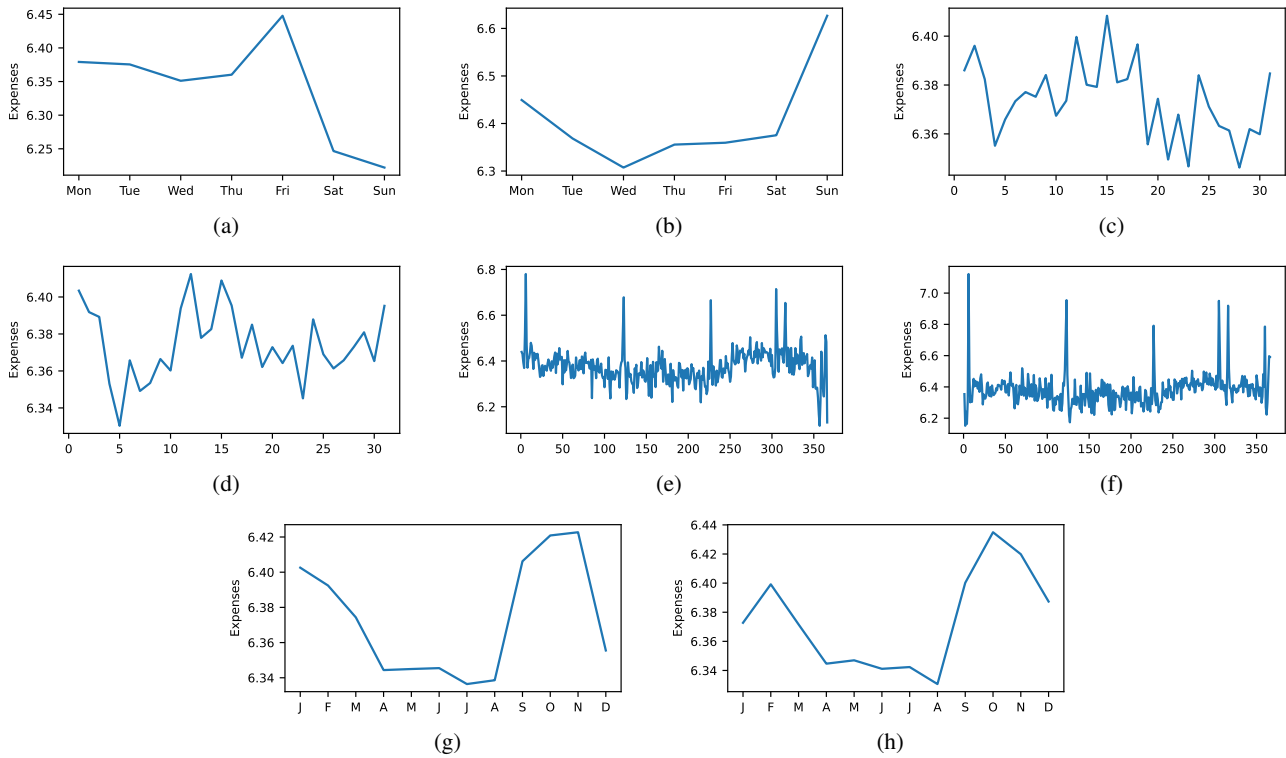 6.45
6.40
6.35
6.30
6.25
Expenses
Mon Tue Wed Thu Fri Sat Sun
(a)
6.6
6.5
6.4
6.3
Expenses
Mon Tue Wed Thu Fri Sat Sun
(b)
6.40
6.38
6.36
Expenses
0 5 10 15 20 25 30
(c)
6.40
6.38
6.36
6.34
Expenses
0 5 10 15 20 25 30
(d)
6.8
6.6
6.4
6.2
Expenses
0 50 100 150 200 250 300 350
(e)
7.0
6.8
6.6
6.4
6.2
Expenses
0 50 100 150 200 250 300 350
(f)
6.42
6.40
6.38
6.36
6.34
Expenses
J F M A M J J A S O N D
(g)
6.44
6.42
6.40
6.38
6.36
6.34
Expenses
J F M A M J J A S O N D
(h)